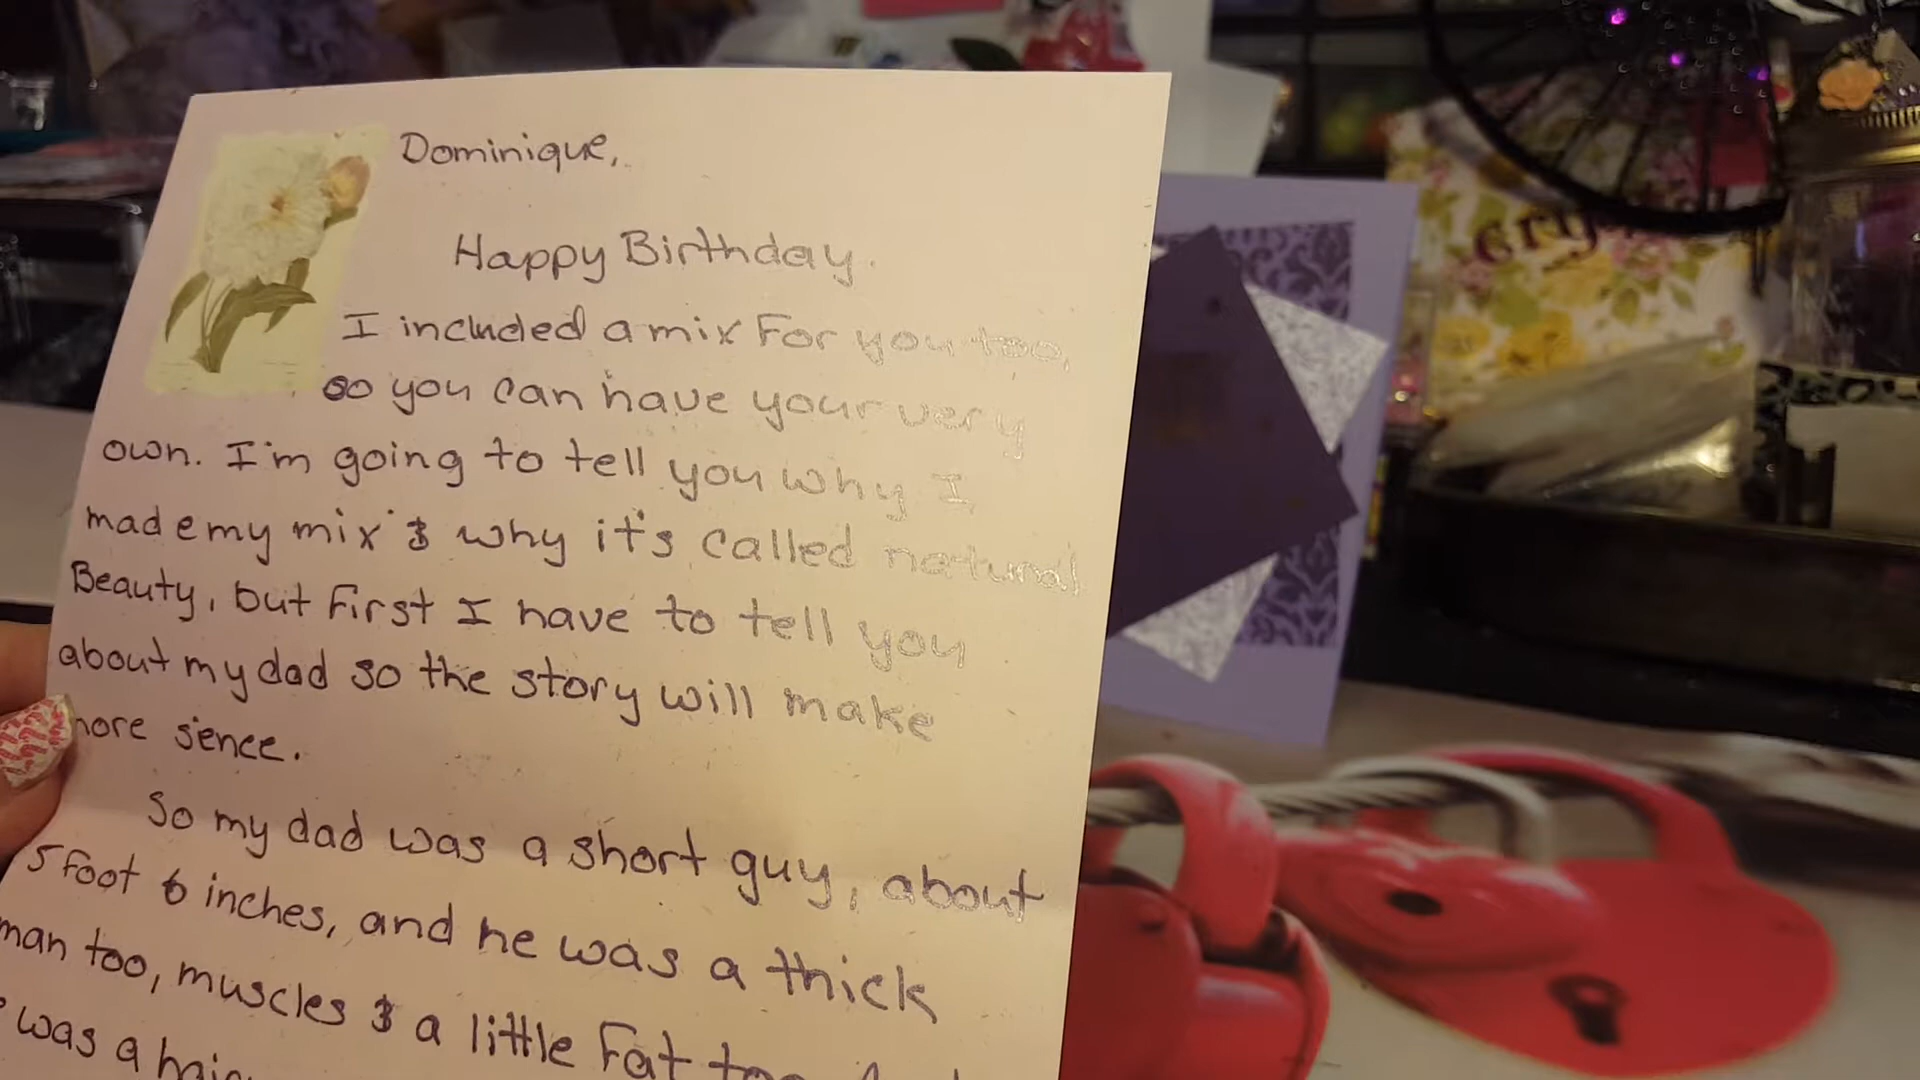 Dominique,
Happy Birthday.
I included a mix for you too,
so you can have your very
own. I'm going to tell you why I
made my mix & why it's called natural
Beauty, but first I have to tell you
about my dad so the story will make
more sence.
So my dad was a short guy, about
5 foot 6 inches, and he was a thick
man too, muscles & a little fat too
was a